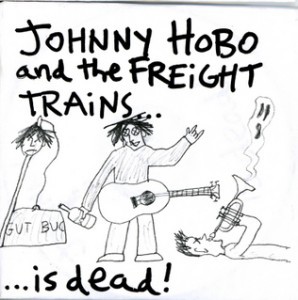 JOHNNY HOBO
and the FREIGHT
TRAINS...
GUT BUC
...is dead!